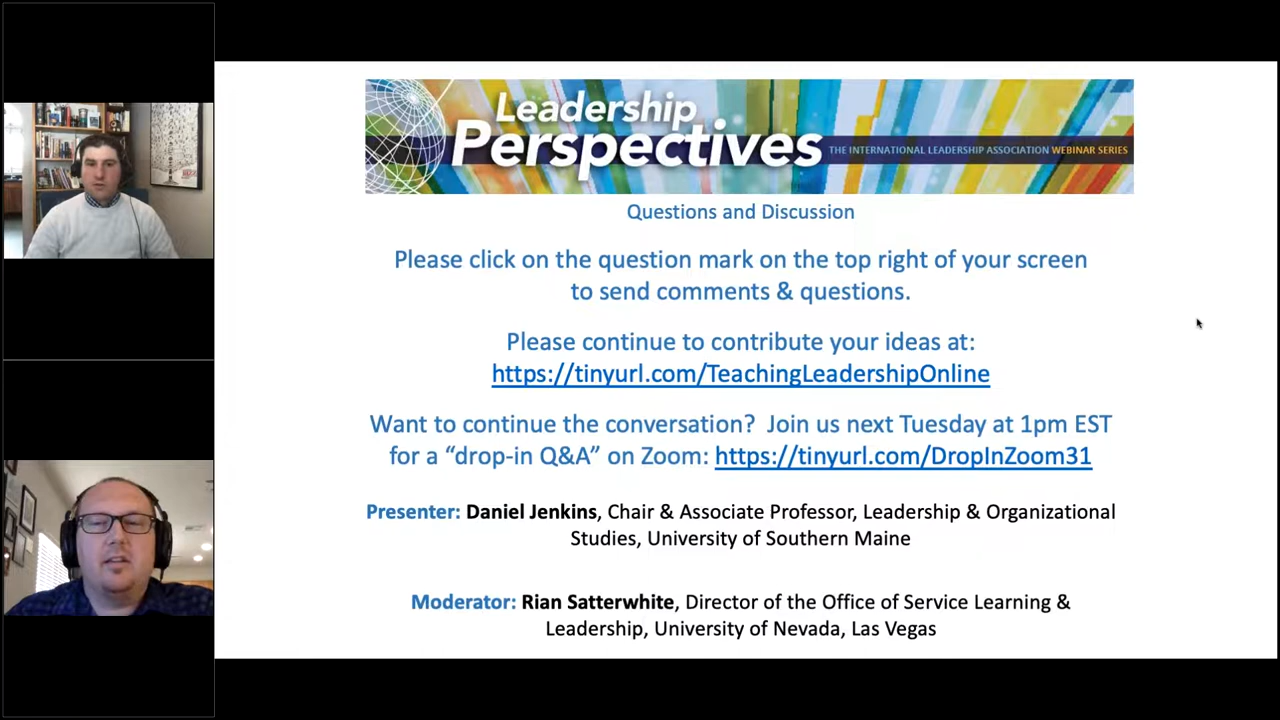 Leadership
Perspectives
THE INTERNATIONAL LEADERSHIP ASSOCIATION WEBINAR SERIES
Questions and Discussion
Please click on the question mark on the top right of your screen
to send comments & questions.
Please continue to contribute your ideas at:
https://tinyurl.com/TeachingLeadershipOnline
Want to continue the conversation?  Join us next Tuesday at 1pm EST
for a “drop-in Q&A” on Zoom: https://tinyurl.com/DropInZoom31
Presenter: Daniel Jenkins, Chair & Associate Professor, Leadership & Organizational
Studies, University of Southern Maine
Moderator: Rian Satterwhite, Director of the Office of Service Learning &
Leadership, University of Nevada, Las Vegas